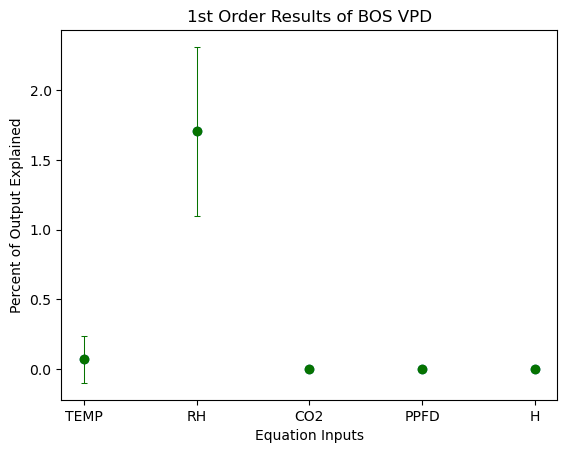 1st Order Results of BOS VPD
Percent of Output Explained
2.0
1.5
1.0
0.5
0.0
TEMP RH CO2 PPFD H
Equation Inputs